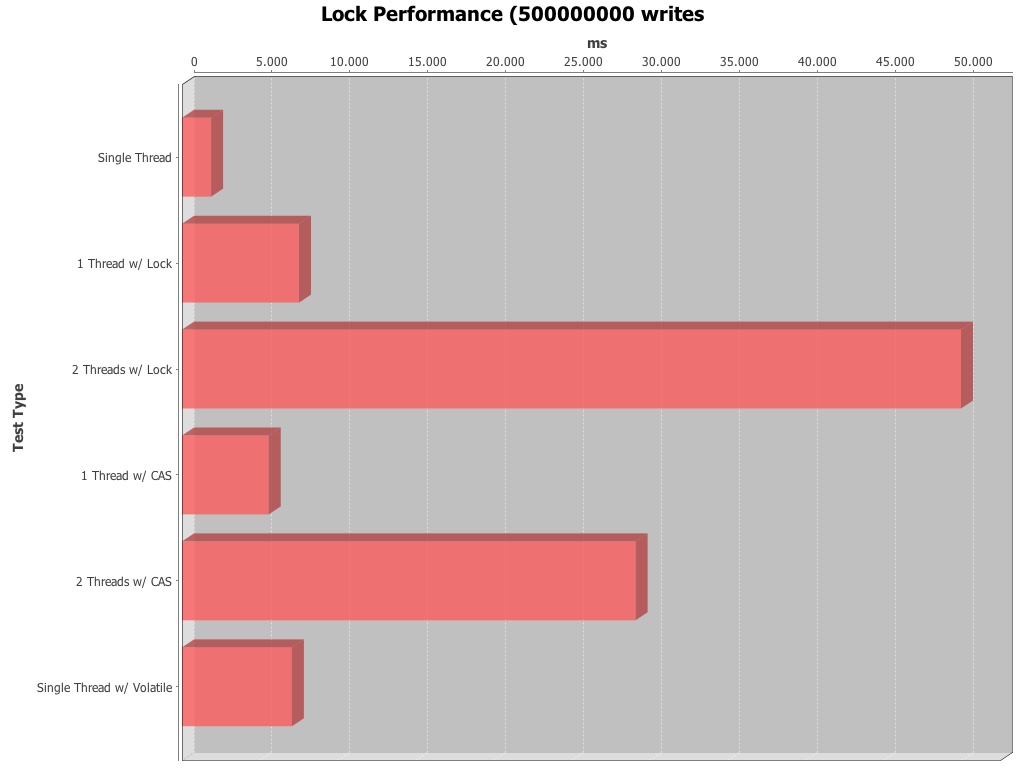 Lock Performance (500000000 writes
ms
0 5.000 10.000 15.000 20.000 25.000 30.000 35.000 40.000 45.000 50.000
Test Type
Single Thread
1 Thread w/ Lock
2 Threads w/ Lock
1 Thread w/ CAS
2 Threads w/ CAS
Single Thread w/ Volatile